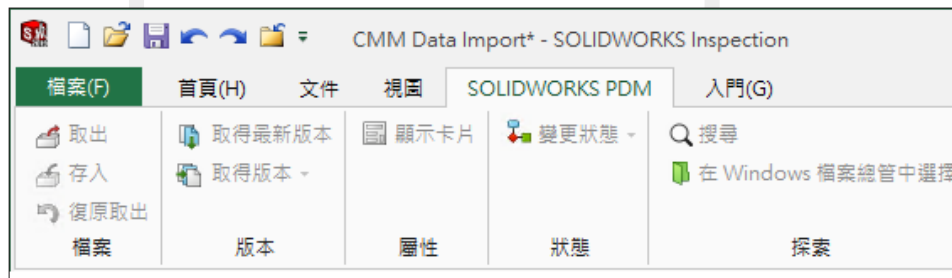 CMM Data Import* - SOLIDWORKS Inspection
檔案(F) 首頁(H) 文件 視圖 SOLIDWORKS PDM 入門(G)
取出 取得最新版本 顯示卡片 變更狀態 搜尋
存入 取得版本 在 Windows 檔案總管中選擇
復原取出
檔案 版本 屬性 狀態 探索